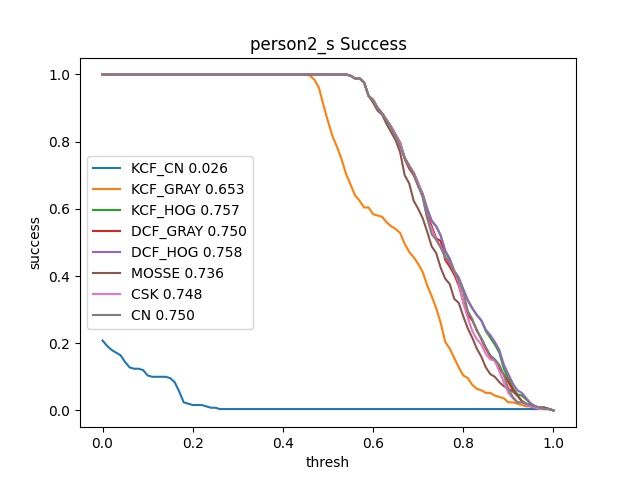 person2_s Success
1.0
0.8
0.6
0.4
0.2
0.0
success
KCF_CN 0.026
KCF_GRAY 0.653
KCF_HOG 0.757
DCF_GRAY 0.750
DCF_HOG 0.758
MOSSE 0.736
CSK 0.748
CN 0.750
0.0 0.2 0.4 0.6 0.8 1.0
thresh